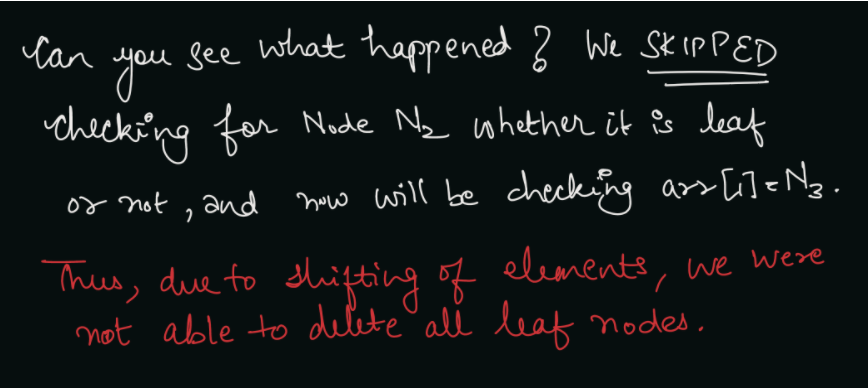 Can you see what happened? We SKIPPED
checking for Node N₂ whether it is leaf
or not, and now will be checking arr[1]=N₃.
Thus, due to shifting of elements, we were
not able to delete all leaf nodes.